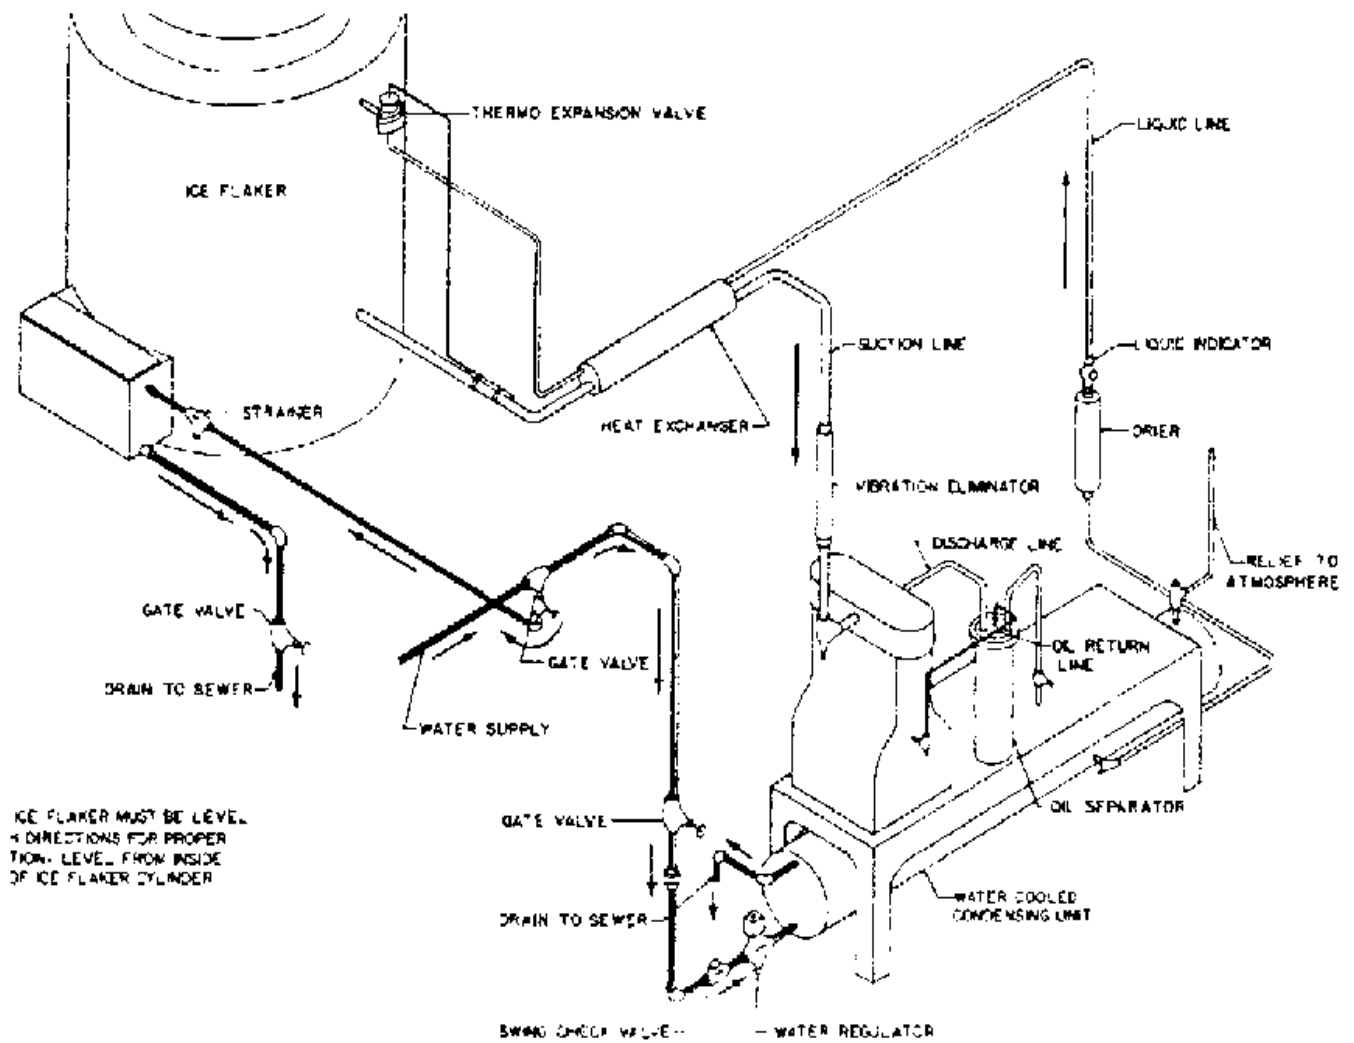 THERMO EXPANSION VALVE
LIQUID LINE
ICE FLAKER
SUCTION LINE
LIQUID INDICATOR
STRAINER
HEAT EXCHANGER
DRIER
VIBRATION ELIMINATOR
DISCHARGE LINE
RELIEF TO
ATMOSPHERE
GATE VALVE
OIL RETURN
LINE
GATE VALVE
DRAIN TO SEWER
WATER SUPPLY
OIL SEPARATOR
ICE FLAKER MUST BE LEVEL
DIRECTIONS FOR PROPER
TION. LEVEL FROM INSIDE
OF ICE FLAKER CYLINDER
GATE VALVE
WATER COOLED
CONDENSING UNIT
DRAIN TO SEWER
SWING CHECK VALVE
WATER REGULATOR